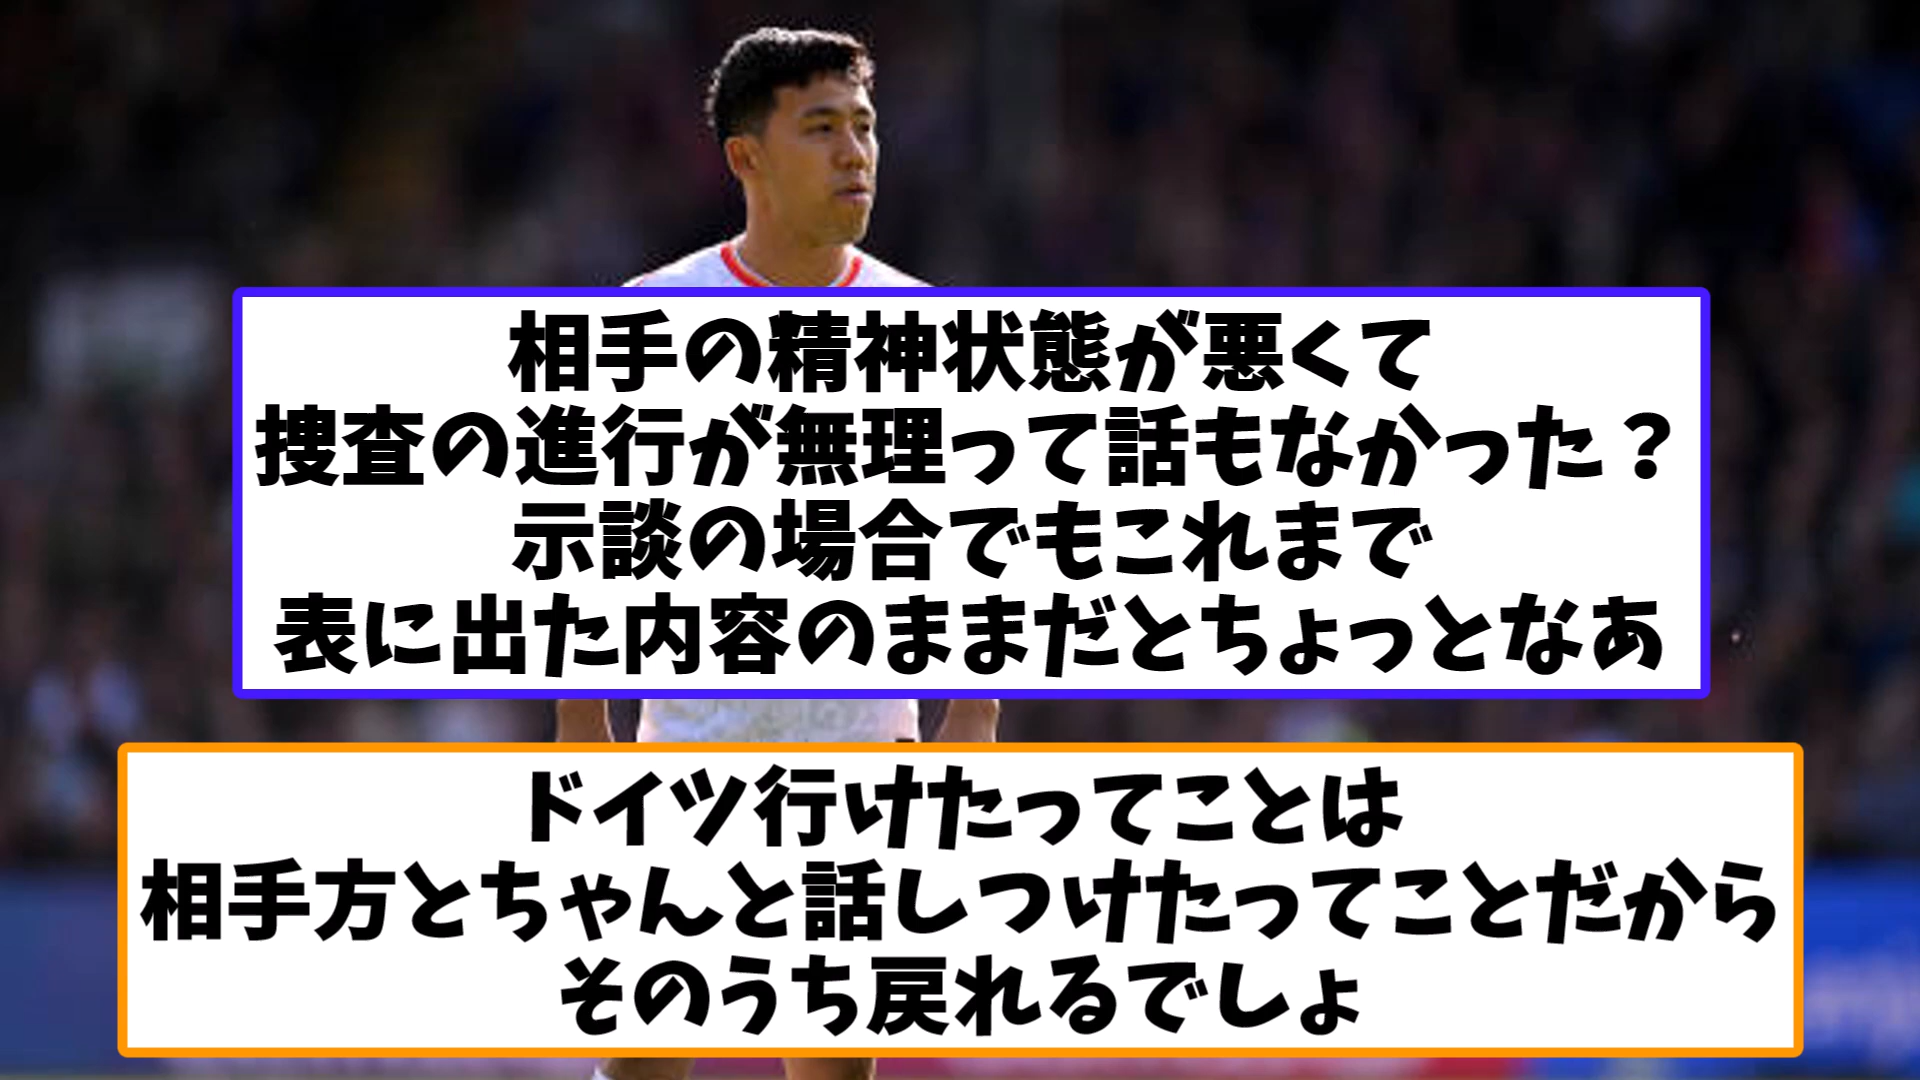 相手の精神状態が悪くて
捜査の進行が無理って話もなかった？
示談の場合でもこれまで
表に出た内容のままだとちょっとなあ
ドイツ行けたってことは
相手方とちゃんと話しつけたってことだから
そのうち戻れるでしょ